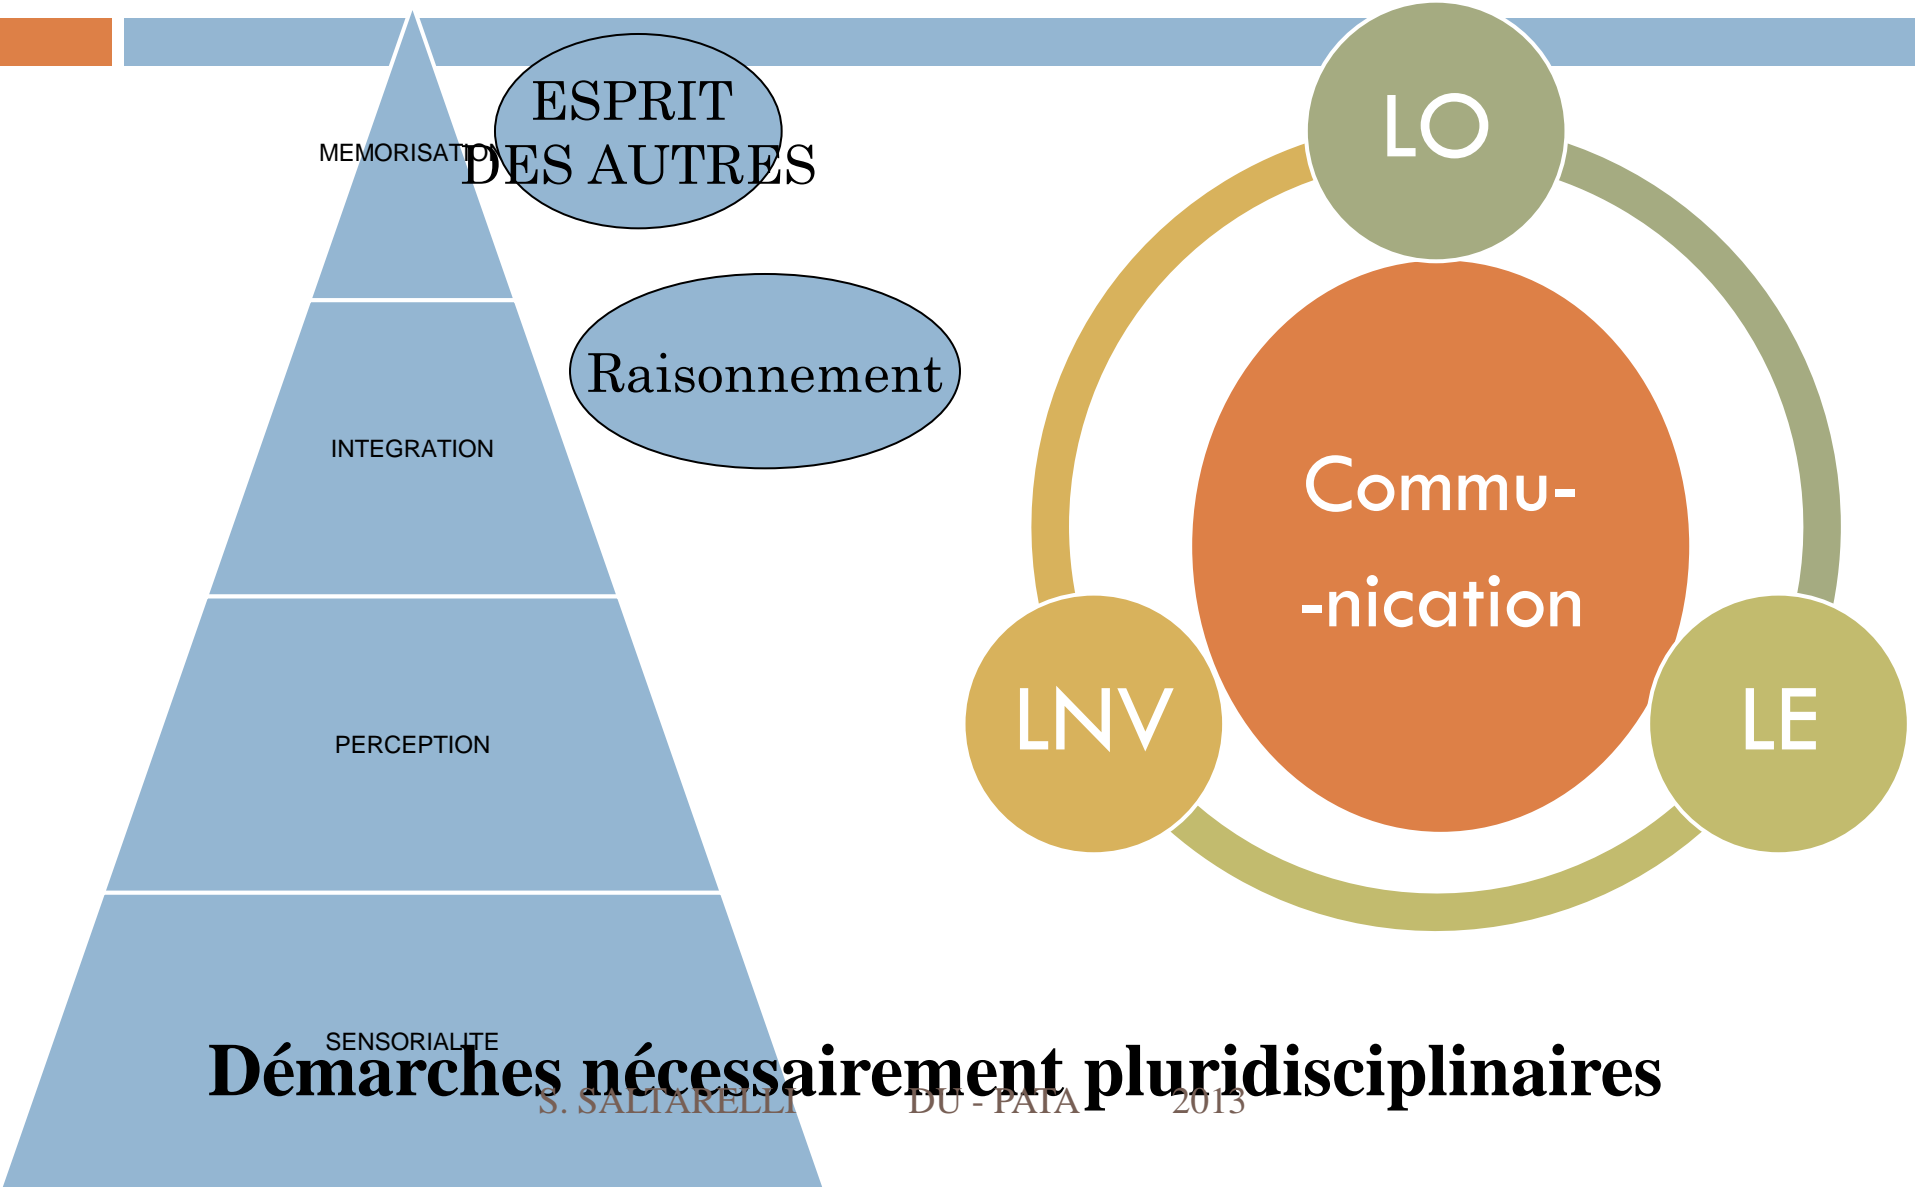 MEMORISATION
ESPRIT
DES AUTRES
Raisonnement
INTEGRATION
PERCEPTION
SENSORIALITE
LO
Commu-
-nication
LNV
LE
Démarches nécessairement pluridisciplinaires
S. SALTARELLI DU - PATA 2013